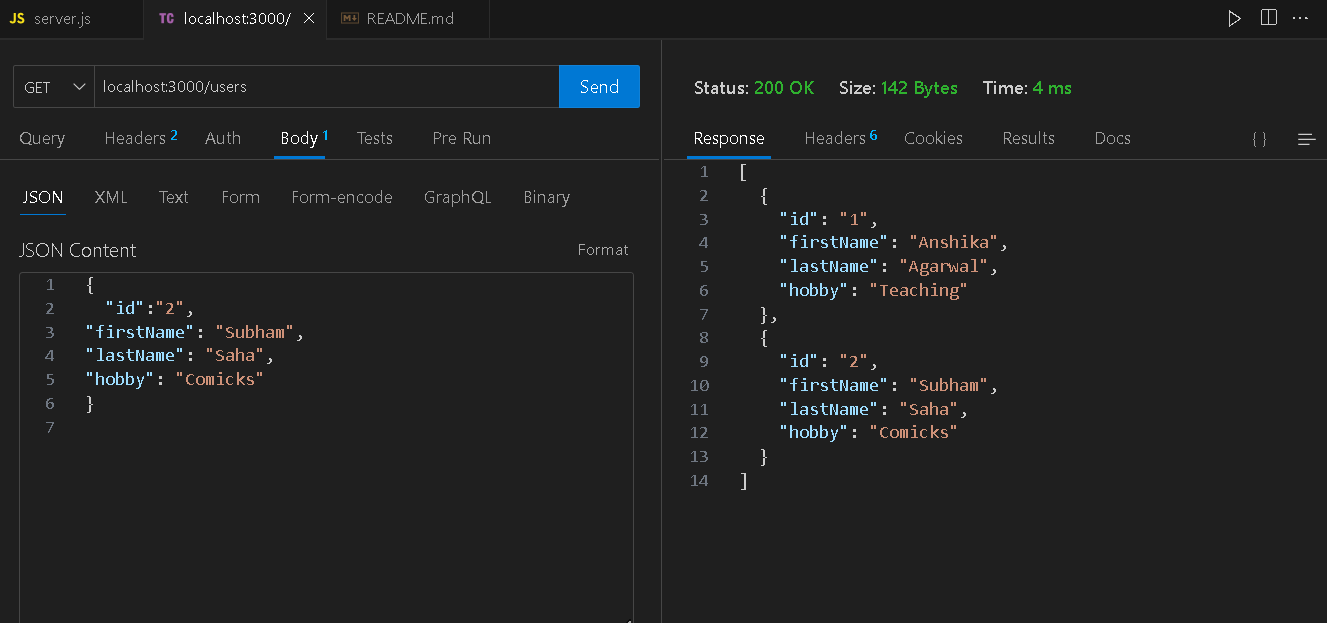 JS server.js TC localhost:3000/ README.md
GET localhost:3000/users Send
Query Headers 2 Auth Body 1 Tests Pre Run
JSON XML Text Form Form-encode GraphQL Binary
JSON Content Format
1 {
2 "id":"2",
3 "firstName": "Subham",
4 "lastName": "Saha",
5 "hobby": "Comicks"
6 }
7
Status: 200 OK Size: 142 Bytes Time: 4 ms
Response Headers 6 Cookies Results Docs {}
1 [
2 {
3 "id": "1",
4 "firstName": "Anshika",
5 "lastName": "Agarwal",
6 "hobby": "Teaching"
7 },
8 {
9 "id": "2",
10 "firstName": "Subham",
11 "lastName": "Saha",
12 "hobby": "Comicks"
13 }
14 ]